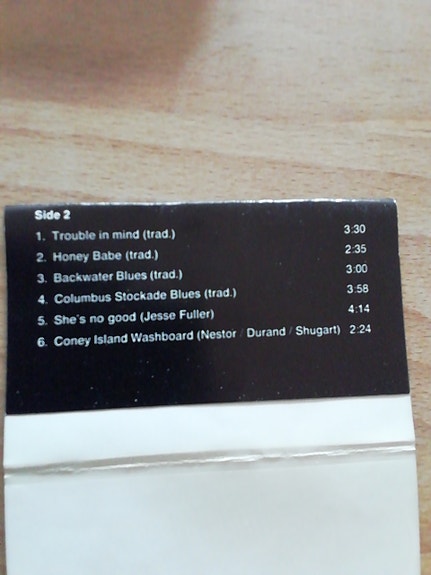 Side 2
1. Trouble in mind (trad.) 3:30
2. Honey Babe (trad.) 2:35
3. Backwater Blues (trad.) 3:00
4. Columbus Stockade Blues (trad.) 3:58
5. She's no good (Jesse Fuller) 4:14
6. Coney Island Washboard (Nestor / Durand / Shugart) 2:24